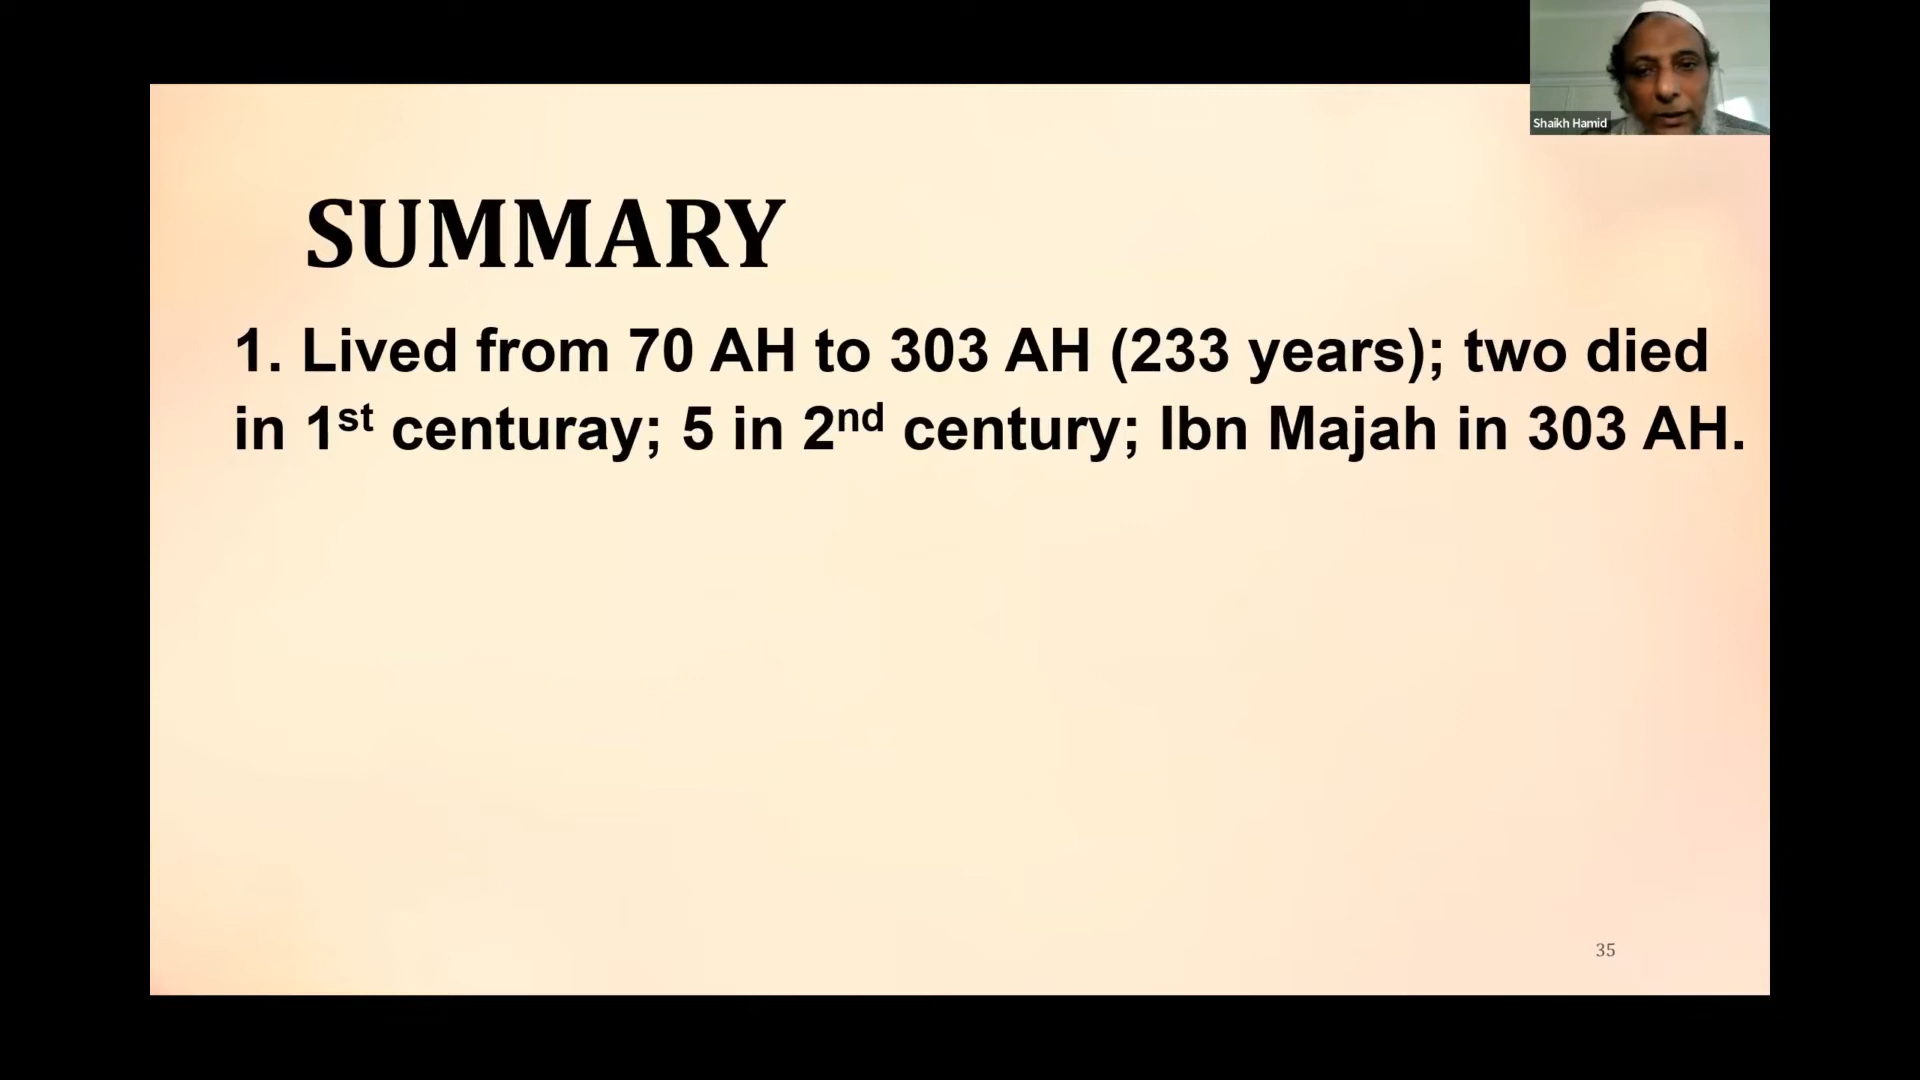 Shaikh Hamid
SUMMARY
1. Lived from 70 AH to 303 AH (233 years); two died
in 1st centuray; 5 in 2nd century; Ibn Majah in 303 AH.
35